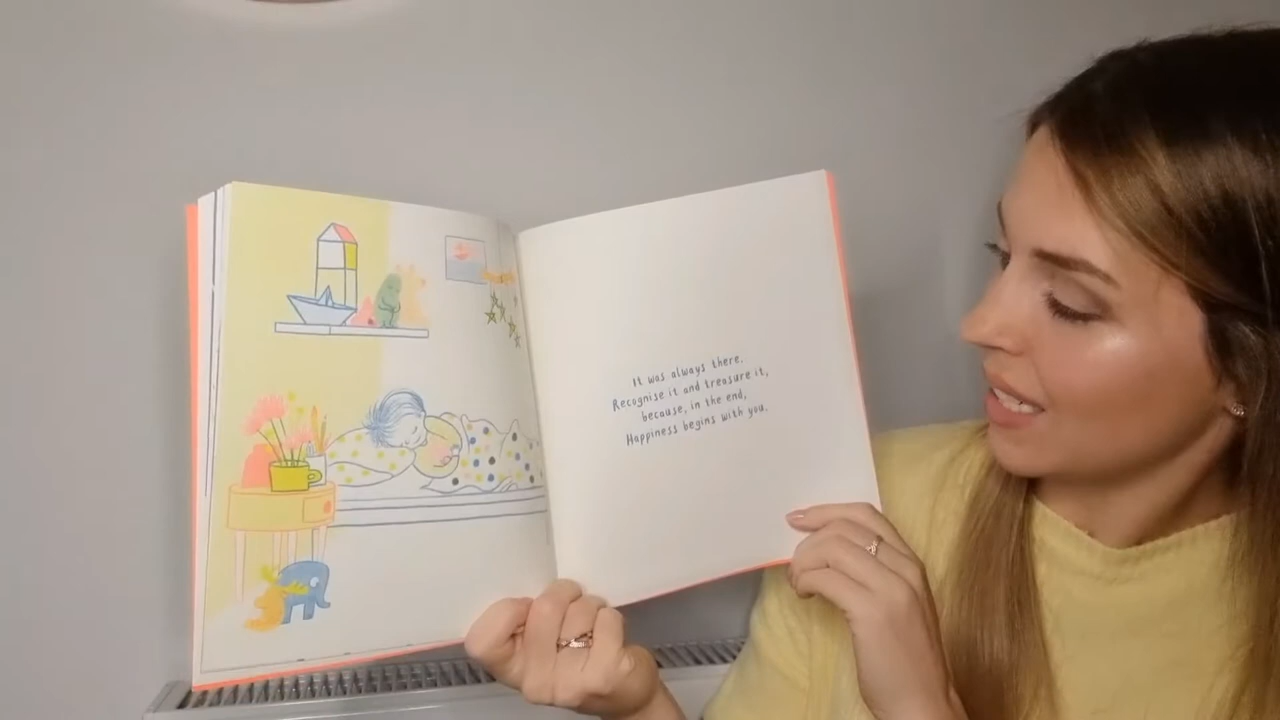 It was always there.
Recognise it and treasure it,
because, in the end,
Happiness begins with you.